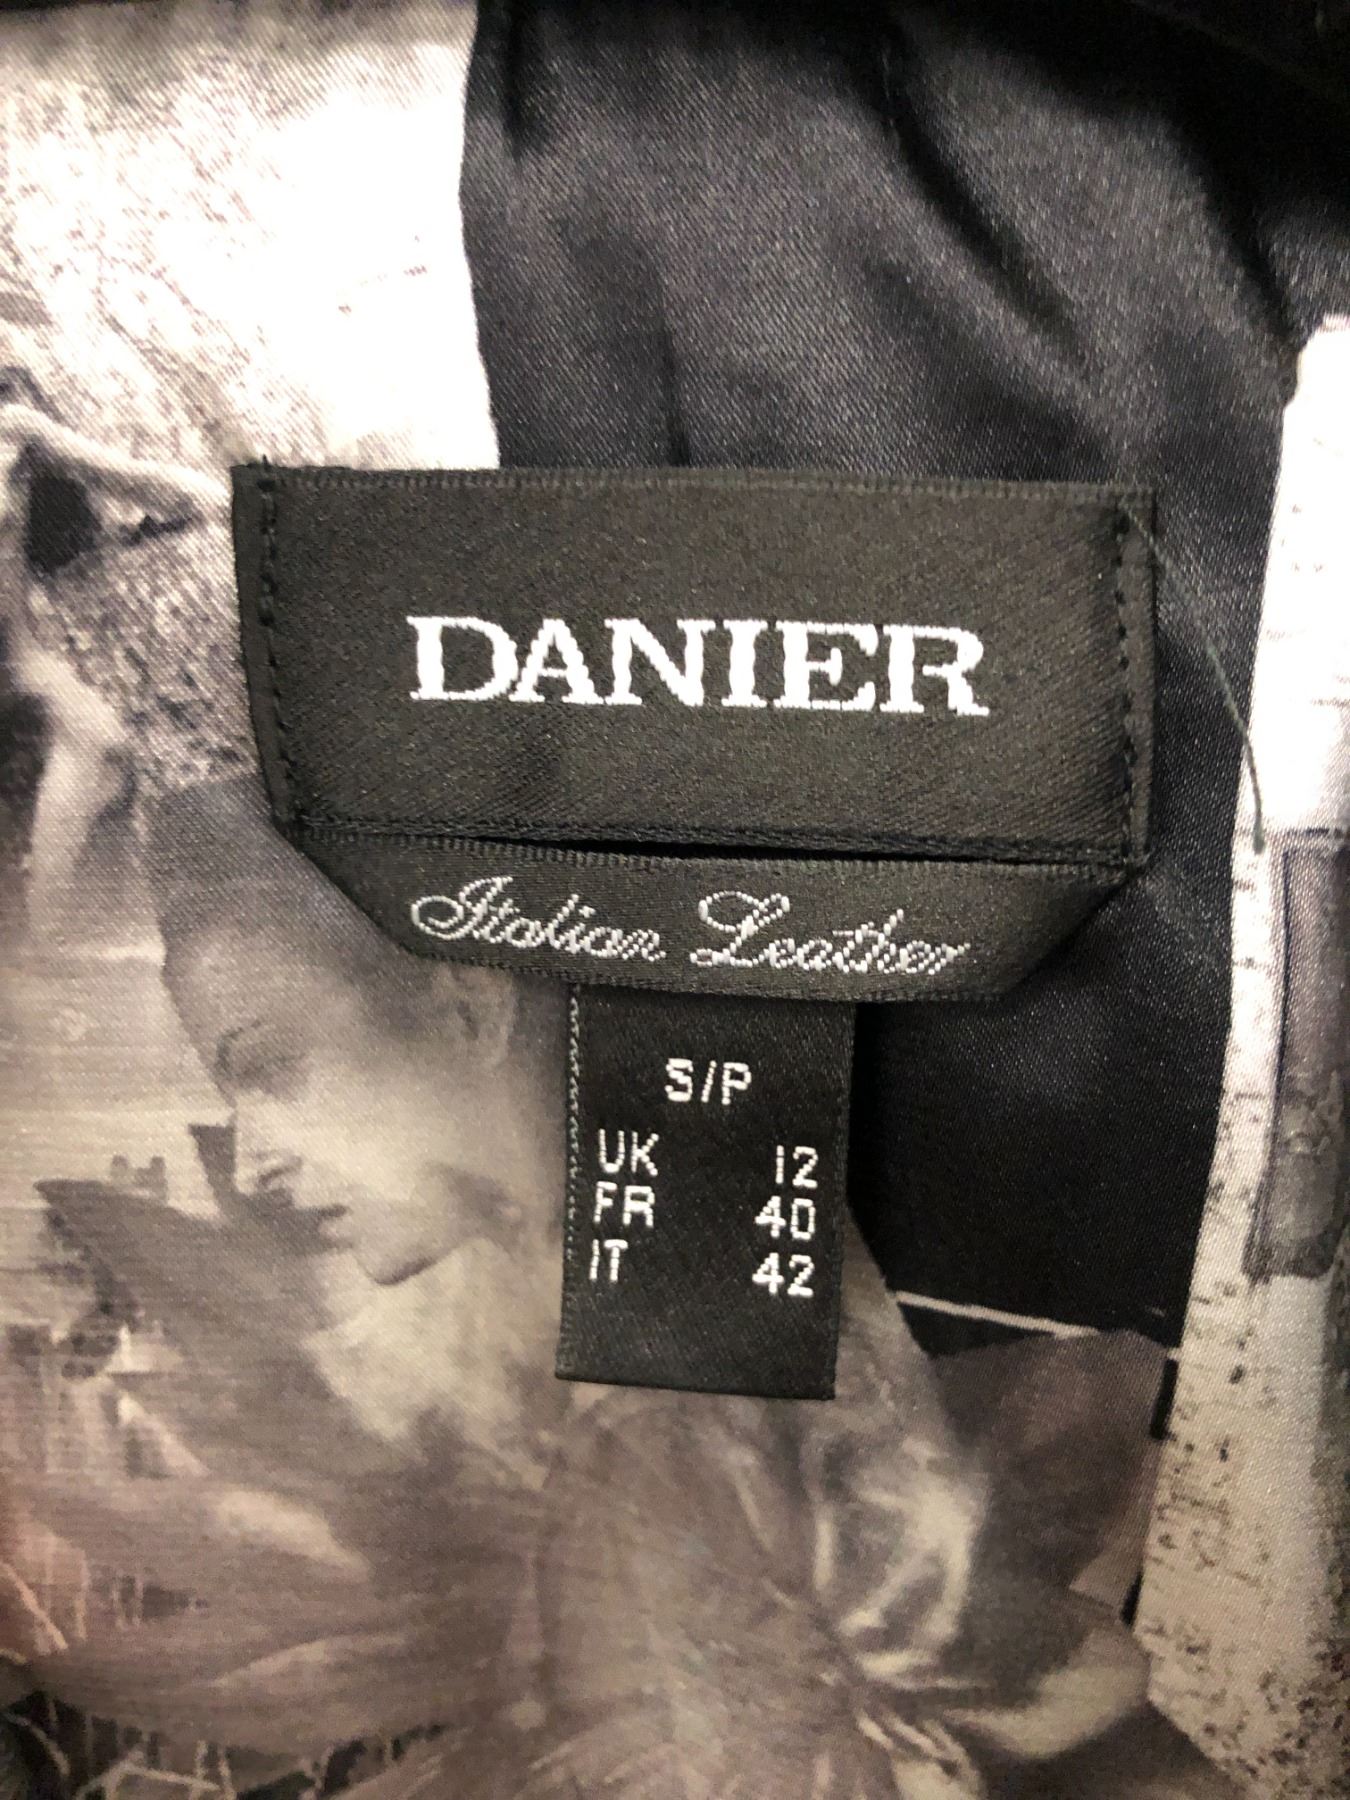 DANIER
Italian Leather
S/P
UK 12
FR 40
IT 42